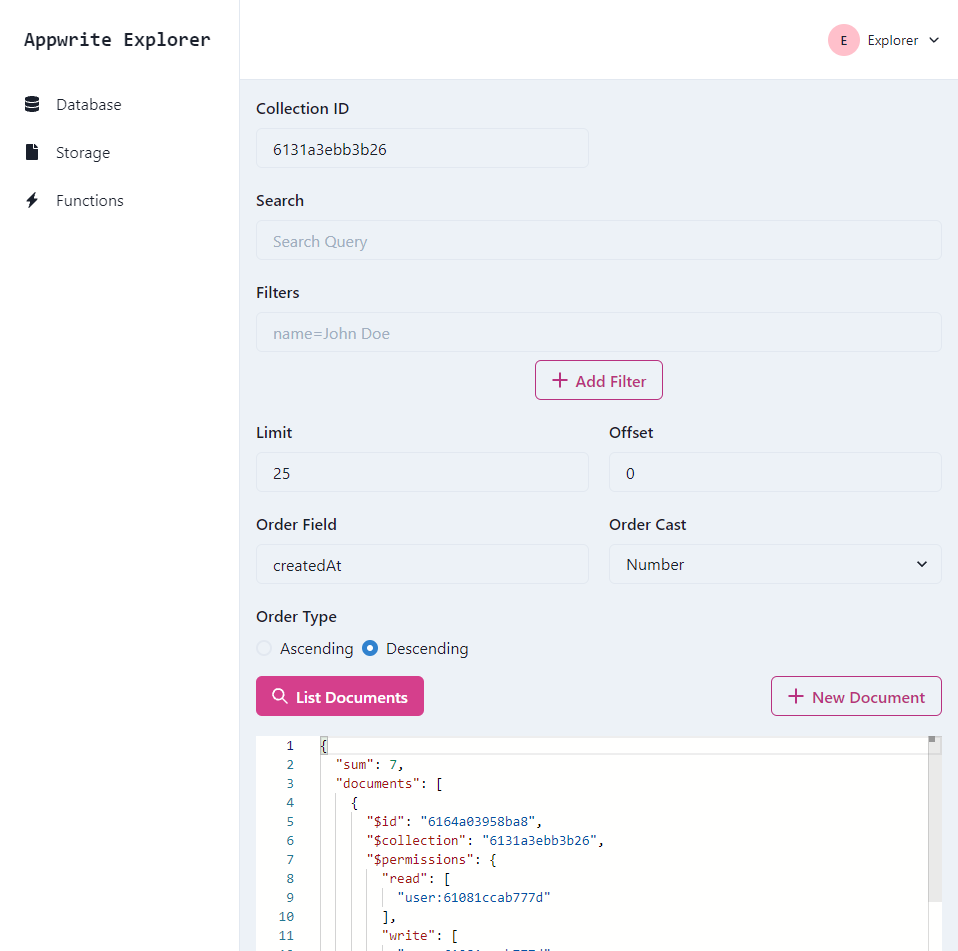 Appwrite Explorer
E Explorer
Database
Storage
Functions
Collection ID
6131a3ebb3b26
Search
Search Query
Filters
name=John Doe
Add Filter
Limit
Offset
25
0
Order Field
Order Cast
createdAt
Number
Order Type
Ascending Descending
List Documents
New Document
1 {
2 "sum": 7,
3 "documents": [
4 {
5 "$id": "6164a03958ba8",
6 "$collection": "6131a3ebb3b26",
7 "$permissions": {
8 "read": [
9 "user:61081ccab777d"
10 ],
11 "write": [